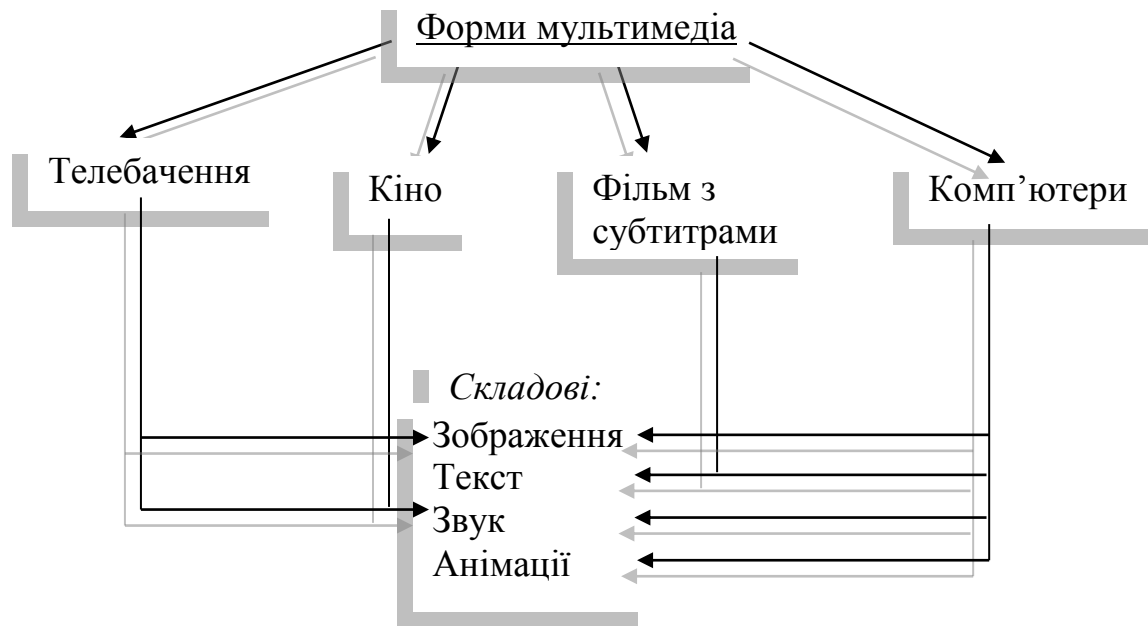 Форми мультимедіа
Телебачення
Кіно
Фільм з
субтитрами
Комп’ютери
Складові:
Зображення
Текст
Звук
Анімації